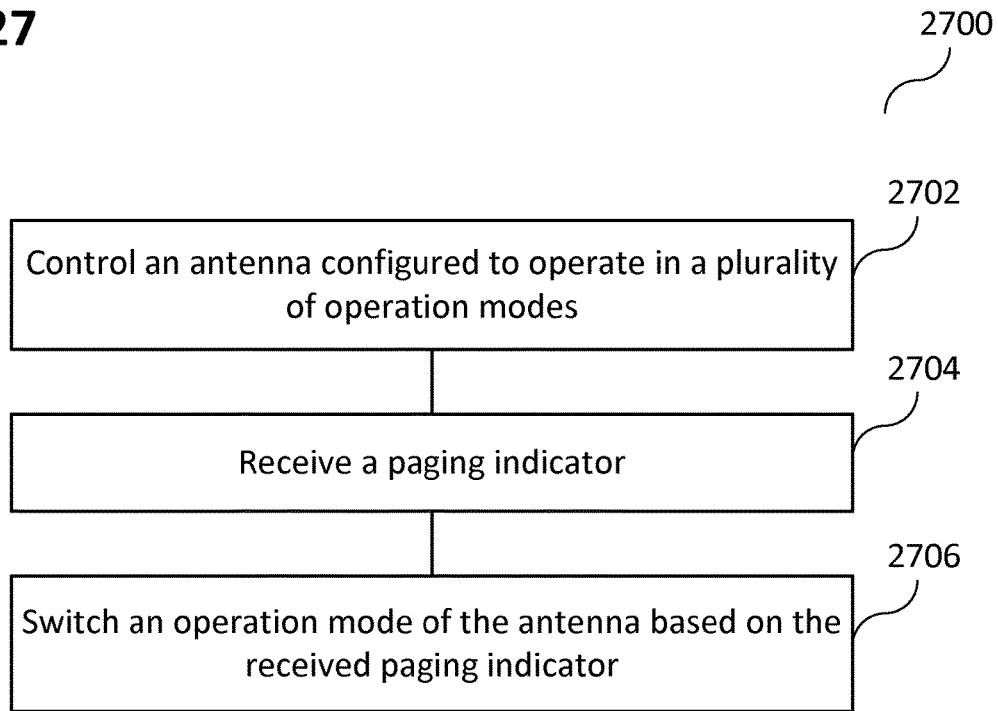 27
2700
2702
Control an antenna configured to operate in a plurality
of operation modes
2704
Receive a paging indicator
2706
Switch an operation mode of the antenna based on the
received paging indicator